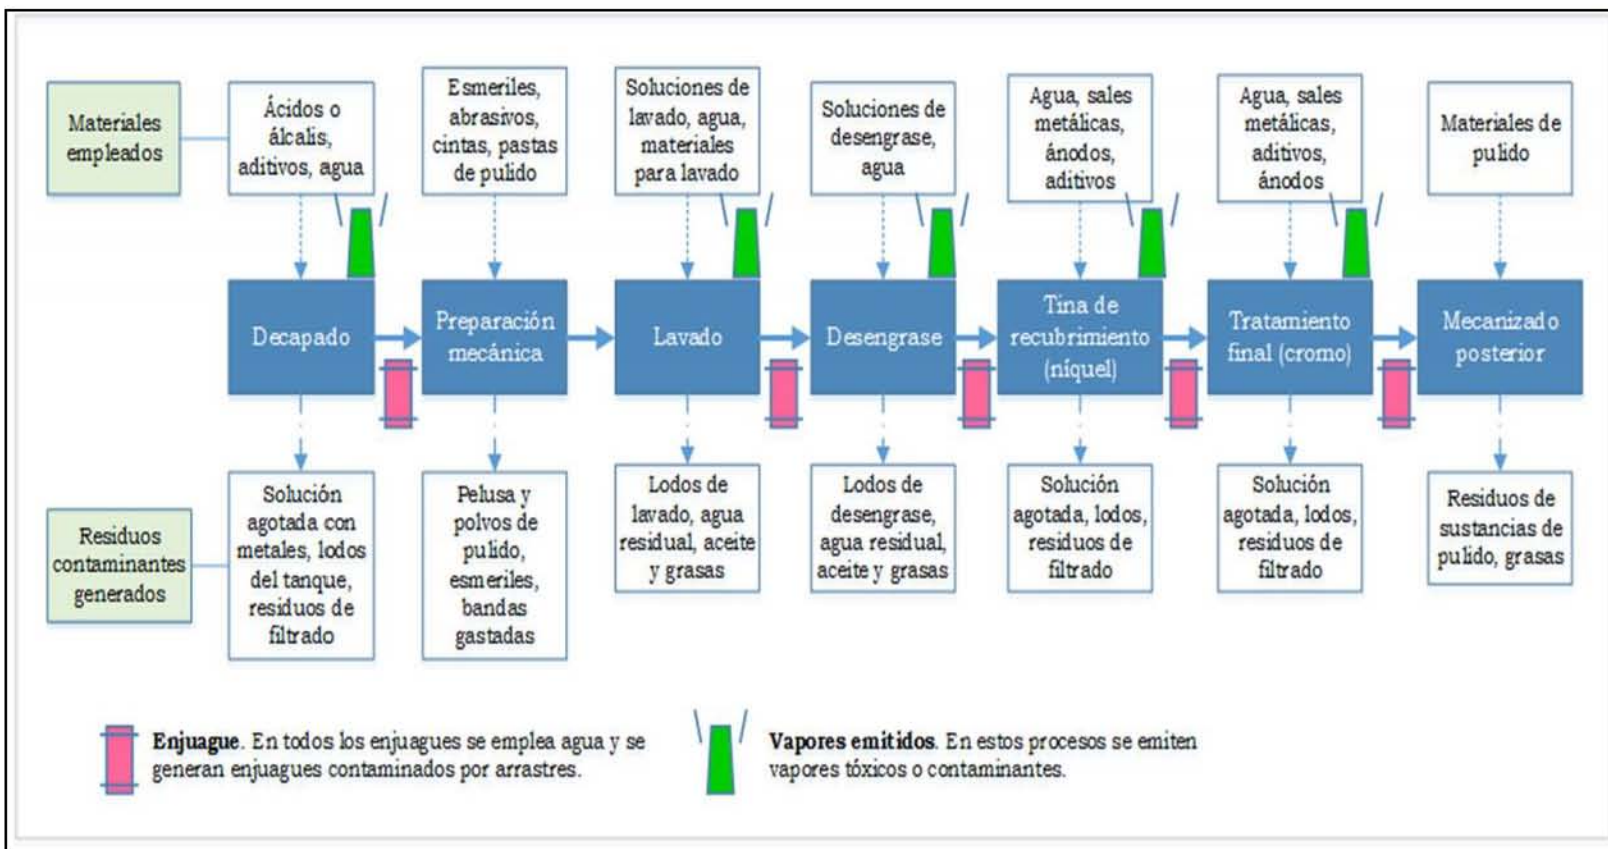 Materiales
empleados
Ácidos o
álcalis,
aditivos, agua
Esmeriles,
abrasivos,
cintas, pastas
de pulido
Soluciones de
lavado, agua,
materiales
para lavado
Soluciones de
desengrase,
agua
Agua, sales
metálicas,
ánodos,
aditivos
Agua, sales
metálicas,
aditivos,
ánodos
Materiales de
pulido
Decapado
Preparación
mecánica
Lavado
Desengrase
Tina de
recubrimiento
(níquel)
Tratamiento
final (cromo)
Mecanizado
posterior
Residuos
contaminantes
generados
Solución
agotada con
metales, lodos
del tanque,
residuos de
filtrado
Pelusa y
polvos de
pulido,
esmeriles,
bandas
gastadas
Lodos de
lavado, agua
residual, aceite
y grasas
Lodos de
desengrase,
agua residual,
aceite y grasas
Solución
agotada, lodos,
residuos de
filtrado
Solución
agotada, lodos,
residuos de
filtrado
Residuos de
sustancias de
pulido, grasas
Enjuague. En todos los enjuagues se emplea agua y se
generan enjuagues contaminados por arrastres.
Vapores emitidos. En estos procesos se emiten
vapores tóxicos o contaminantes.